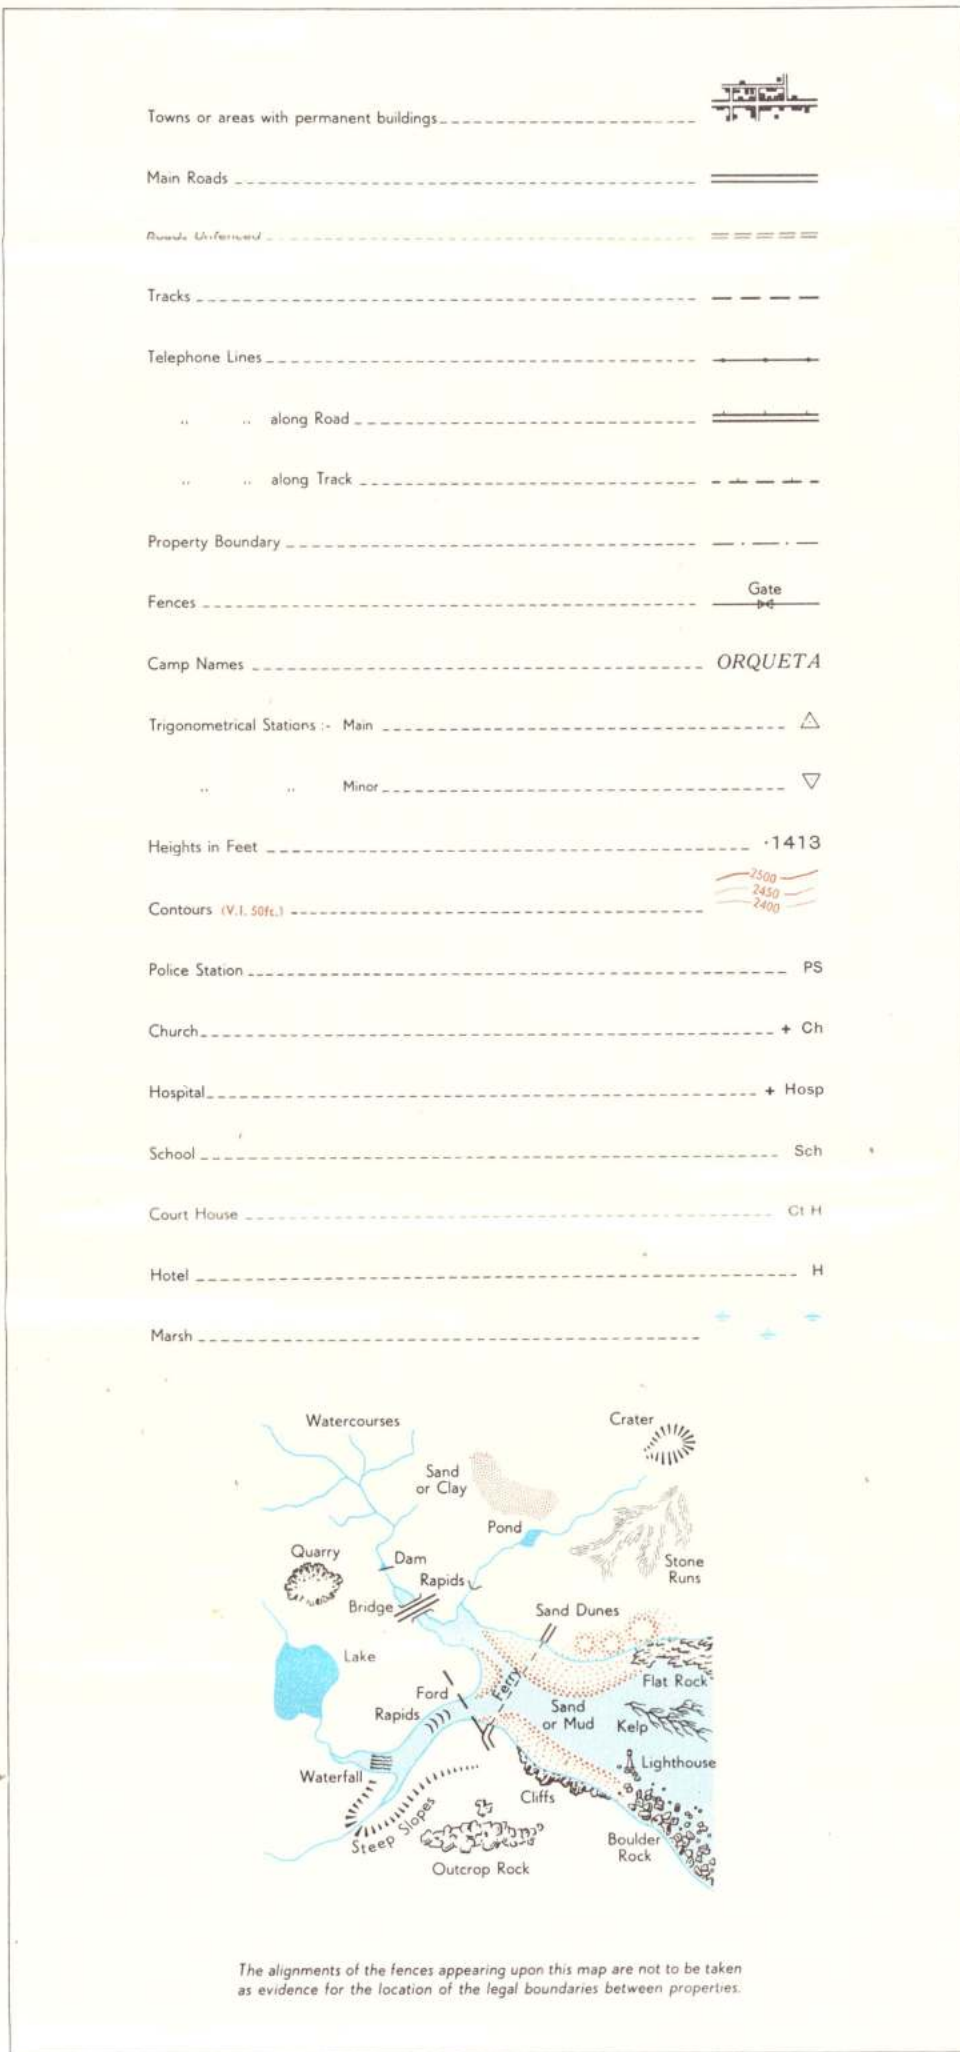 Towns or areas with permanent buildings
Main Roads
Roads Unfenced
Tracks
Telephone Lines
,, ,, along Road
,, ,, along Track
Property Boundary
Gate
Fences
Camp Names ORQUETA
Trigonometrical Stations :- Main
,, ,, Minor
Heights in Feet ·1413
2500
2450
Contours (V.I. 50ft.) 2400
Police Station PS
Church + Ch
Hospital + Hosp
School Sch
Court House Ct H
Hotel H
Marsh
Watercourses
Crater
Sand
or Clay
Pond
Quarry
Dam
Stone
Runs
Rapids
Bridge
Sand Dunes
Lake
Flat Rock
Ferry
Ford
Rapids
Sand
or Mud
Kelp
Lighthouse
Waterfall
Cliffs
Steep Slopes
Boulder
Rock
Outcrop Rock
The alignments of the fences appearing upon this map are not to be taken
as evidence for the location of the legal boundaries between properties.